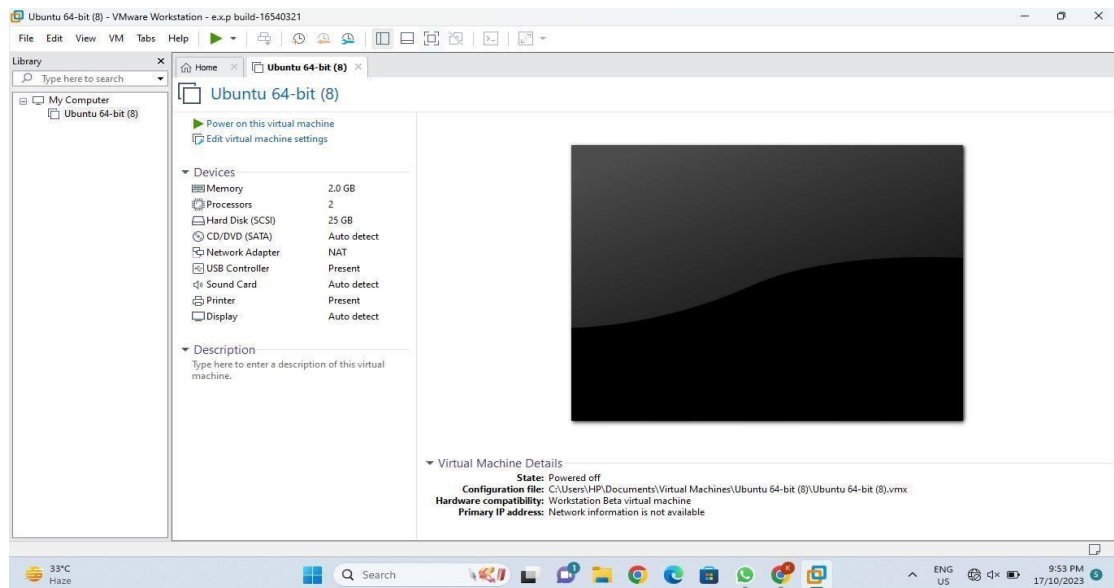 Ubuntu 64-bit (8) - VMware Workstation - e.x.p build-16540321
File Edit View VM Tabs Help
Library
Type here to search
My Computer
Ubuntu 64-bit (8)
Home
Ubuntu 64-bit (8)
Ubuntu 64-bit (8)
Power on this virtual machine
Edit virtual machine settings
Devices
Memory 2.0 GB
Processors 2
Hard Disk (SCSI) 25 GB
CD/DVD (SATA) Auto detect
Network Adapter NAT
USB Controller Present
Sound Card Auto detect
Printer Present
Display Auto detect
Description
Type here to enter a description of this virtual
machine.
Virtual Machine Details
State: Powered off
Configuration file: C:\Users\HP\Documents\Virtual Machines\Ubuntu 64-bit (8)\Ubuntu 64-bit (8).vmx
Hardware compatibility: Workstation Beta virtual machine
Primary IP address: Network information is not available
33°C
Haze
Search
ENG
US
9:53 PM
17/10/2023